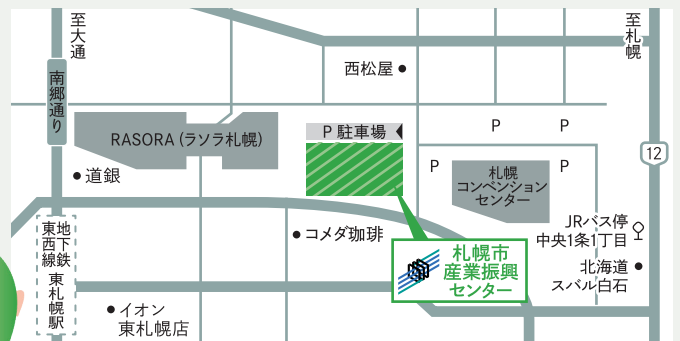 至大通
南郷通り
至札幌
西松屋
P 駐車場
RASORA (ラソラ札幌)
P
P
P
P
12
道銀
札幌
コンベンション
センター
地下鉄
東西線
東札幌駅
コメダ珈琲
札幌市
産業振興
センター
JRバス停
中央1条1丁目
北海道
スバル白石
イオン
東札幌店